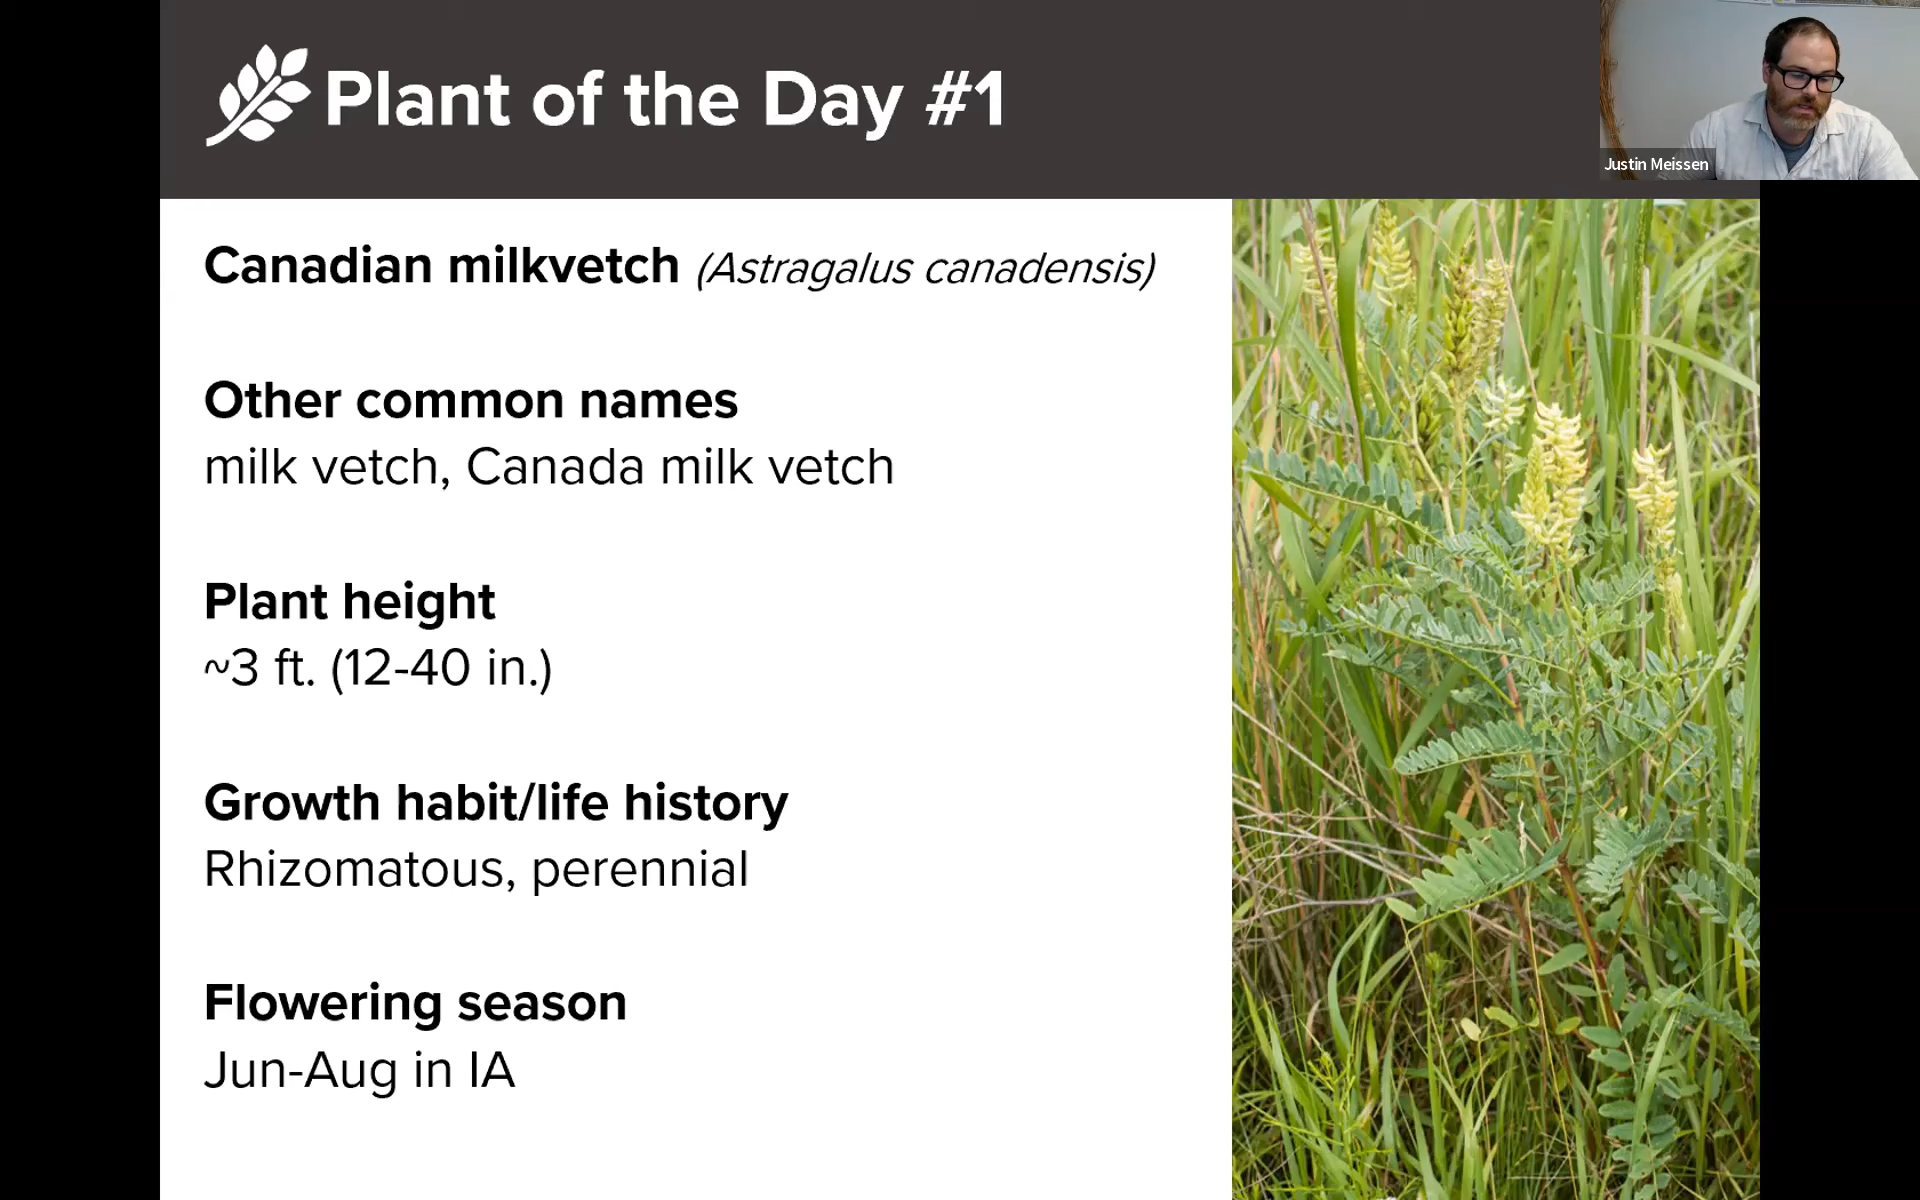 Plant of the Day #1
Justin Meissen
Canadian milkvetch (Astragalus canadensis)
Other common names
milk vetch, Canada milk vetch
Plant height
~3 ft. (12-40 in.)
Growth habit/life history
Rhizomatous, perennial
Flowering season
Jun-Aug in IA